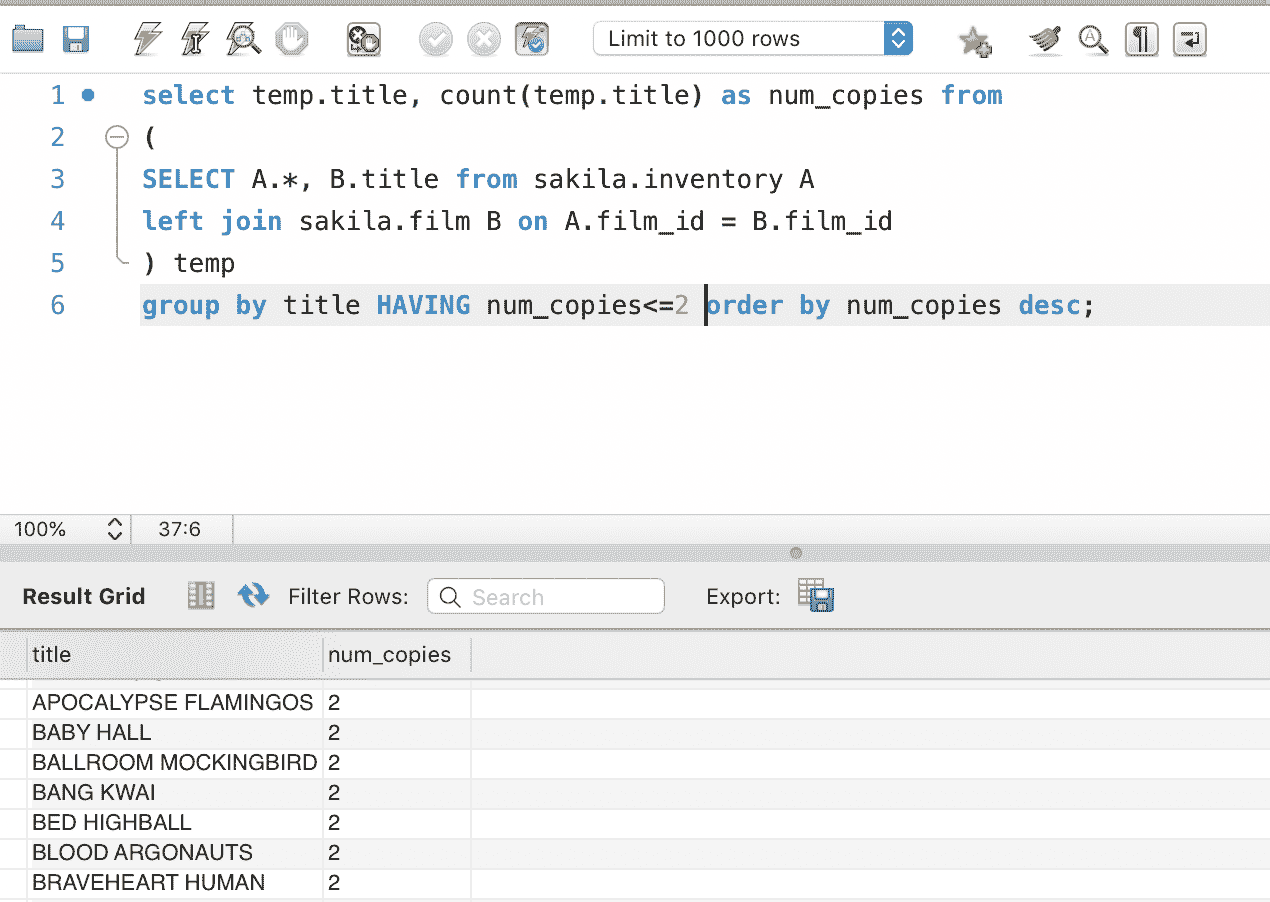 Limit to 1000 rows
1 select temp.title, count(temp.title) as num_copies from
2 (
3 SELECT A.*, B.title from sakila.inventory A
4 left join sakila.film B on A.film_id = B.film_id
5 ) temp
6 group by title HAVING num_copies<=2 order by num_copies desc;
100% 37:6
Result Grid Filter Rows: Search Export:
title num_copies
APOCALYPSE FLAMINGOS 2
BABY HALL 2
BALLROOM MOCKINGBIRD 2
BANG KWAI 2
BED HIGHBALL 2
BLOOD ARGONAUTS 2
BRAVEHEART HUMAN 2